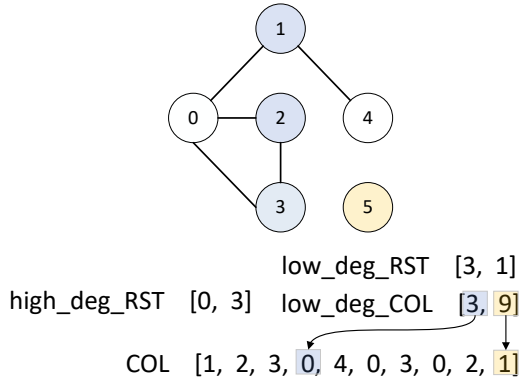 1
0
2
4
3
5
low_deg_RST [3, 1]
high_deg_RST [0, 3] low_deg_COL [3, 9]
COL [1, 2, 3, 0, 4, 0, 3, 0, 2, 1]